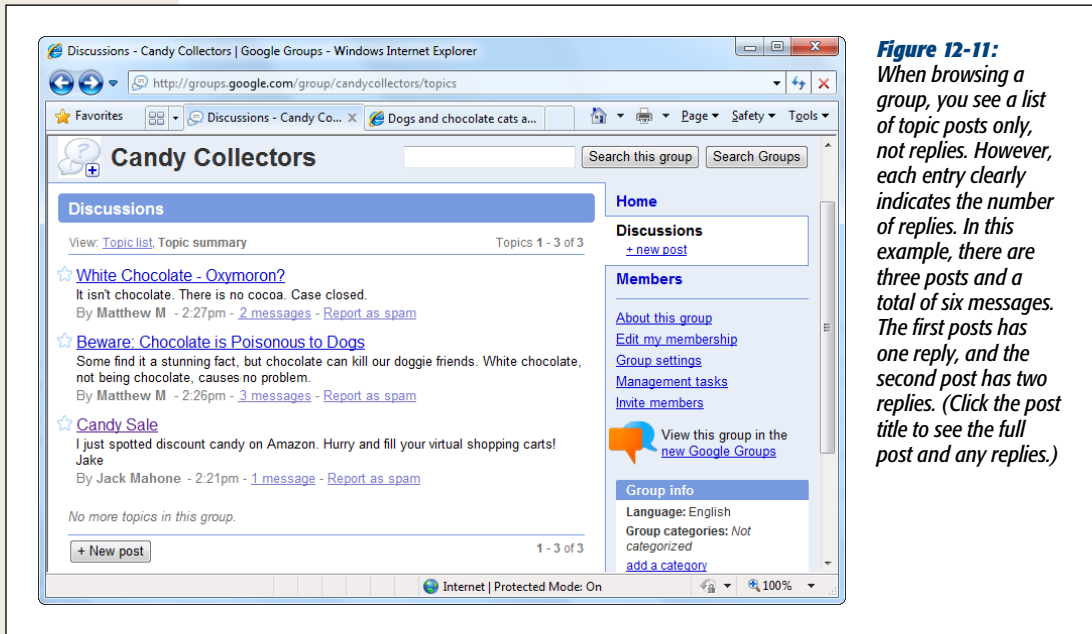 Discussions - Candy Collectors | Google Groups - Windows Internet Explorer
http://groups.google.com/group/candycollectors/topics
Favorites
Discussions - Candy Co...
Dogs and chocolate cats a...
Page
Safety
Tools
Candy Collectors
Search this group
Search Groups
Discussions
View: Topic list, Topic summary
Topics 1 - 3 of 3
White Chocolate - Oxymoron?
It isn't chocolate. There is no cocoa. Case closed.
By Matthew M - 2:27pm - 2 messages - Report as spam
Beware: Chocolate is Poisonous to Dogs
Some find it a stunning fact, but chocolate can kill our doggie friends. White chocolate,
not being chocolate, causes no problem.
By Matthew M - 2:26pm - 3 messages - Report as spam
Candy Sale
I just spotted discount candy on Amazon. Hurry and fill your virtual shopping carts!
Jake
By Jack Mahone - 2:21pm - 1 message - Report as spam
No more topics in this group.
+ New post
1 - 3 of 3
Home
Discussions
+ new post
Members
About this group
Edit my membership
Group settings
Management tasks
Invite members
View this group in the
new Google Groups
Group info
Language: English
Group categories: Not
categorized
add a category
Internet | Protected Mode: On
100%
Figure 12-11:
When browsing a
group, you see a list
of topic posts only,
not replies. However,
each entry clearly
indicates the number
of replies. In this
example, there are
three posts and a
total of six messages.
The first posts has
one reply, and the
second post has two
replies. (Click the post
title to see the full
post and any replies.)